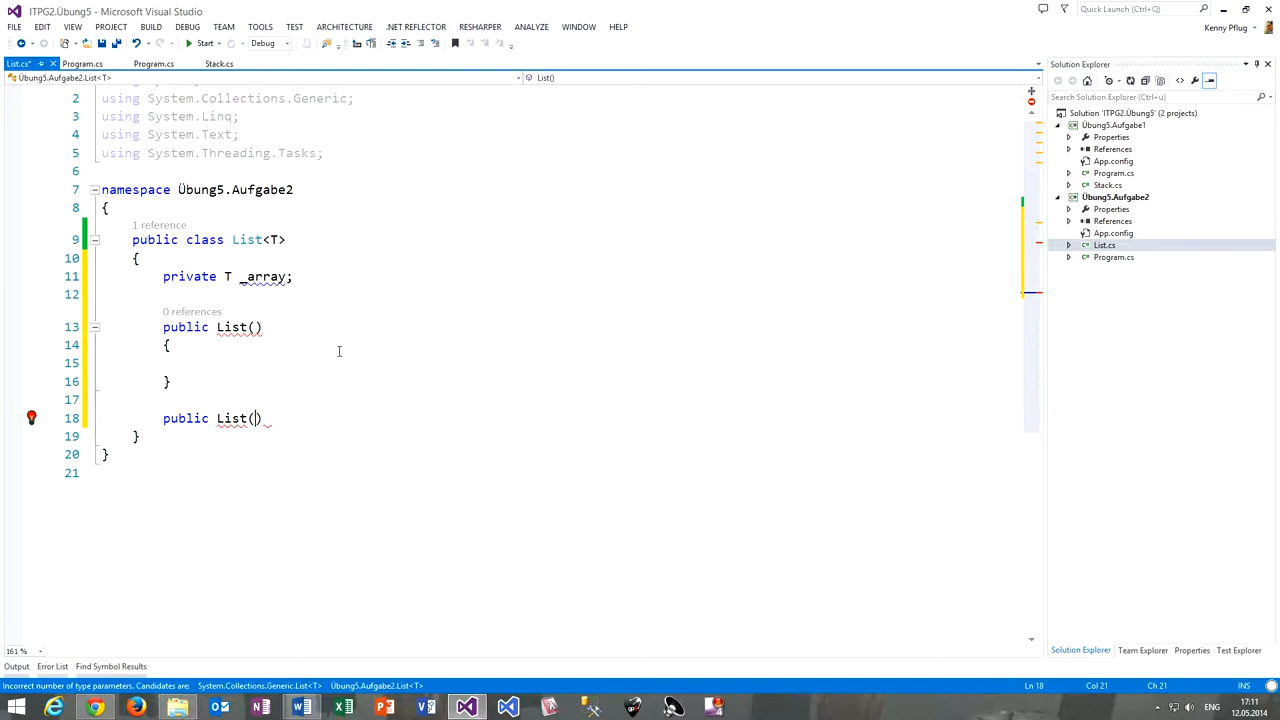 ITPG2.Übung5 - Microsoft Visual Studio
Quick Launch (Ctrl+Q)
FILE EDIT VIEW PROJECT BUILD DEBUG TEAM TOOLS TEST ARCHITECTURE .NET REFLECTOR RESHARPER ANALYZE WINDOW HELP
Kenny Pflug
Start Debug
List.cs* Program.cs Program.cs Stack.cs
Übung5.Aufgabe2.List<T> List()
2 using System.Collections.Generic;
3 using System.Linq;
4 using System.Text;
5 using System.Threading.Tasks;
6
7 namespace Übung5.Aufgabe2
8 {
1 reference
9 public class List<T>
10 {
11 private T _array;
12
0 references
13 public List()
14 {
15
16 }
17
18 public List()
19 }
20 }
21
161 %
Solution Explorer
Search Solution Explorer (Ctrl+ü)
Solution 'ITPG2.Übung5' (2 projects)
Übung5.Aufgabe1
Properties
References
App.config
Program.cs
Stack.cs
Übung5.Aufgabe2
Properties
References
App.config
List.cs
Program.cs
Solution Explorer Team Explorer Properties Test Explorer
Output Error List Find Symbol Results
Incorrect number of type parameters. Candidates are: System.Collections.Generic.List<T> Übung5.Aufgabe2.List<T> Ln 18 Col 21 Ch 21 INS
ENG 17:11
12.05.2014